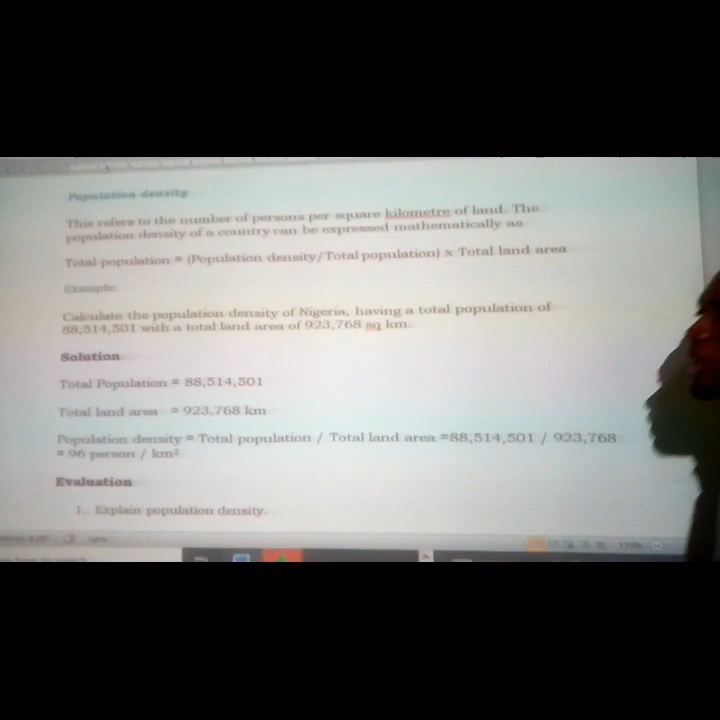 Population density
This refers to the number of persons per square kilometre of land. The
population density of a country can be expressed mathematically as
Total population = (Population density/Total population) x Total land area
Example
Calculate the population density of Nigeria, having a total population of
88,514,501 with a total land area of 923,768 sq km.
Solution
Total Population = 88,514,501
Total land area = 923,768 km
Population density = Total population / Total land area =88,514,501 / 923,768
= 96 person / km²
Evaluation
1. Explain population density.